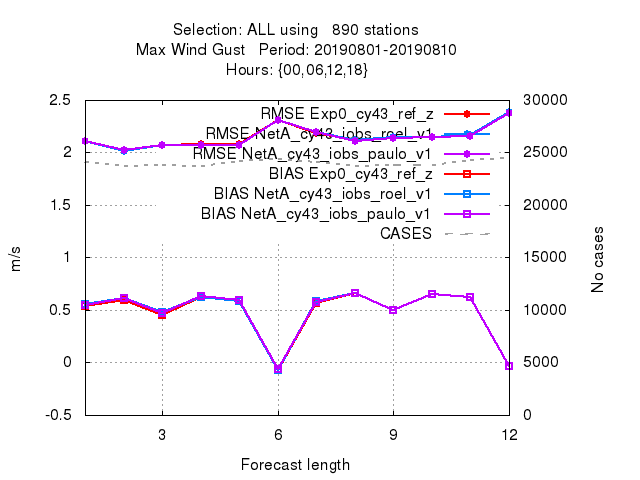 Selection: ALL using   890 stations
Max Wind Gust   Period: 20190801-20190810
Hours: {00,06,12,18}
2.5
30000
RMSE Exp0_cy43_ref_z
RMSE NetA_cy43_iobs_roel_v1
2
25000
RMSE NetA_cy43_iobs_paulo_v1
BIAS Exp0_cy43_ref_z
BIAS NetA_cy43_iobs_roel_v1
1.5
20000
BIAS NetA_cy43_iobs_paulo_v1
CASES
1
15000
m/s
No cases
0.5
10000
0
5000
-0.5
0
3
6
9
12
Forecast length